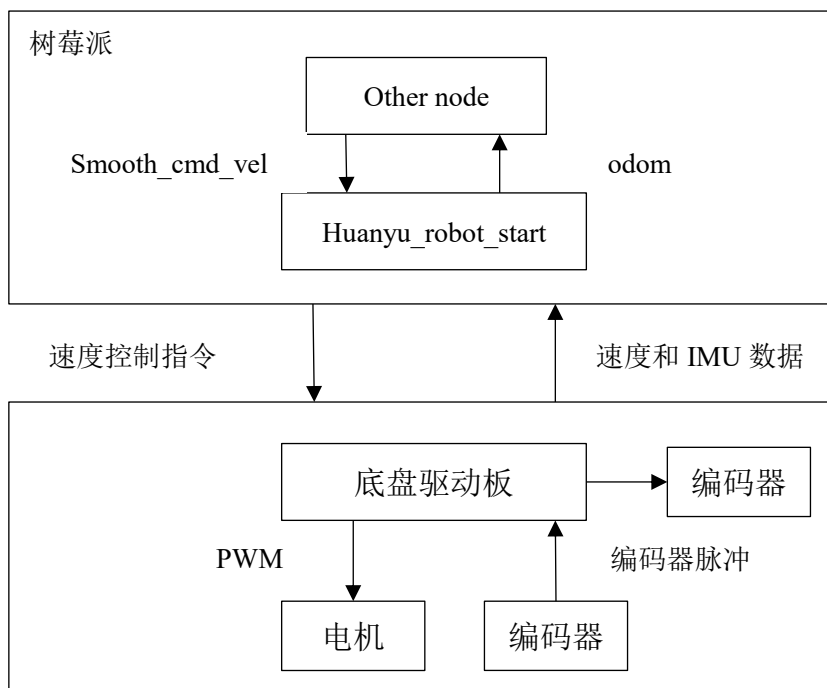 树莓派
Other node
Smooth_cmd_vel
odom
Huanyu_robot_start
速度控制指令
速度和 IMU 数据
底盘驱动板
编码器
PWM
编码器脉冲
电机
编码器